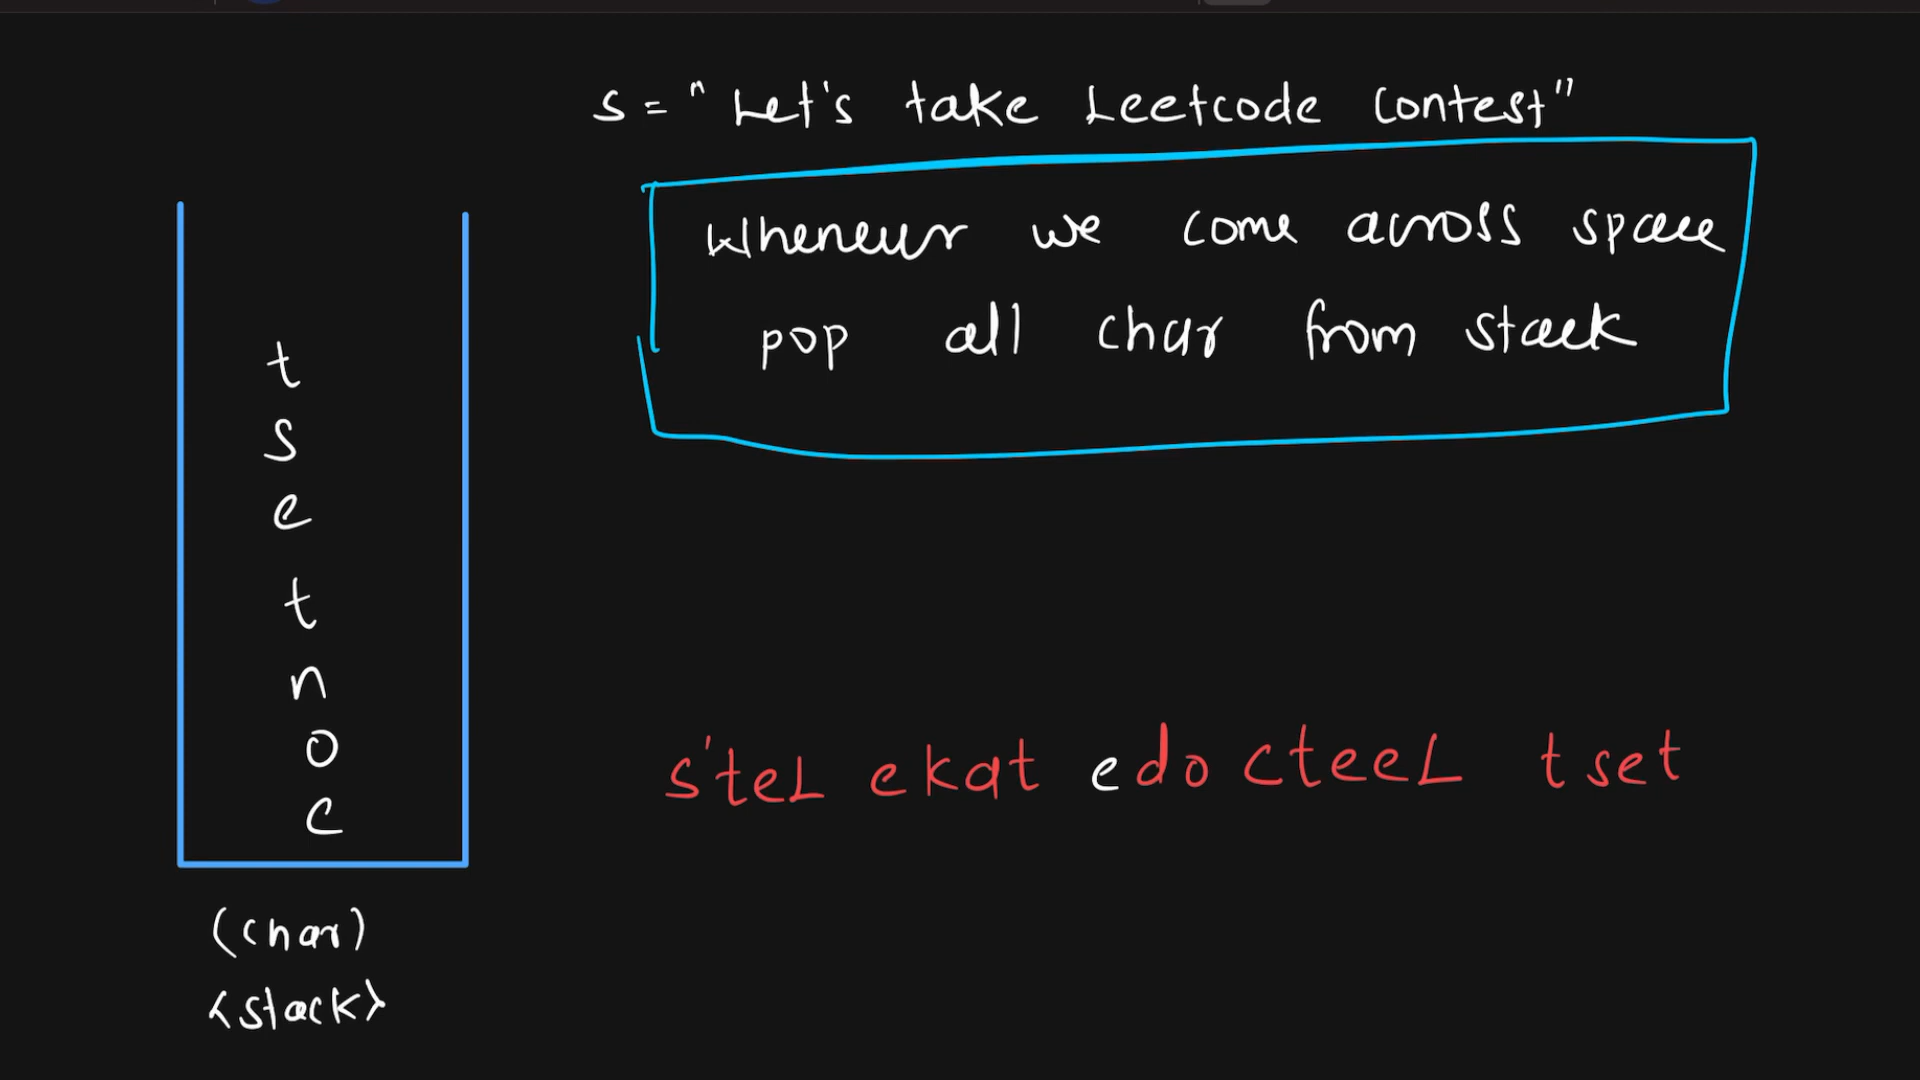 s = "Let's take Leetcode contest"
Whenever we come across space
pop all char from stack
t
s
e
t
n
o
c
s'teL ekat edocteeL tset
(char)
<stack>